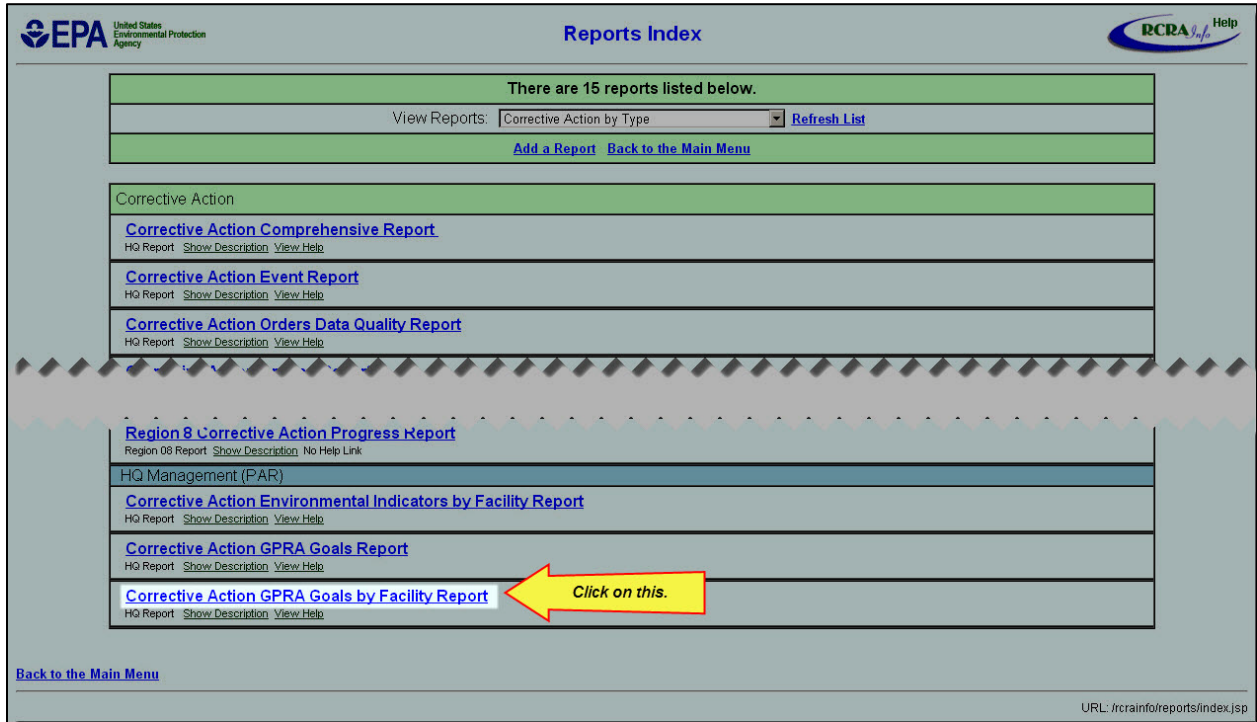 EPA United States
Environmental Protection
Agency
Reports Index
RCRAInfo Help
There are 15 reports listed below.
View Reports: Corrective Action by Type Refresh List
Add a Report Back to the Main Menu
Corrective Action
Corrective Action Comprehensive Report
HQ Report Show Description View Help
Corrective Action Event Report
HQ Report Show Description View Help
Corrective Action Orders Data Quality Report
HQ Report Show Description View Help
Region 8 Corrective Action Progress Report
Region 08 Report Show Description No Help Link
HQ Management (PAR)
Corrective Action Environmental Indicators by Facility Report
HQ Report Show Description View Help
Corrective Action GPRA Goals Report
HQ Report Show Description View Help
Corrective Action GPRA Goals by Facility Report Click on this.
HQ Report Show Description View Help
Back to the Main Menu
URL: /rcrainfo/reports/index.jsp